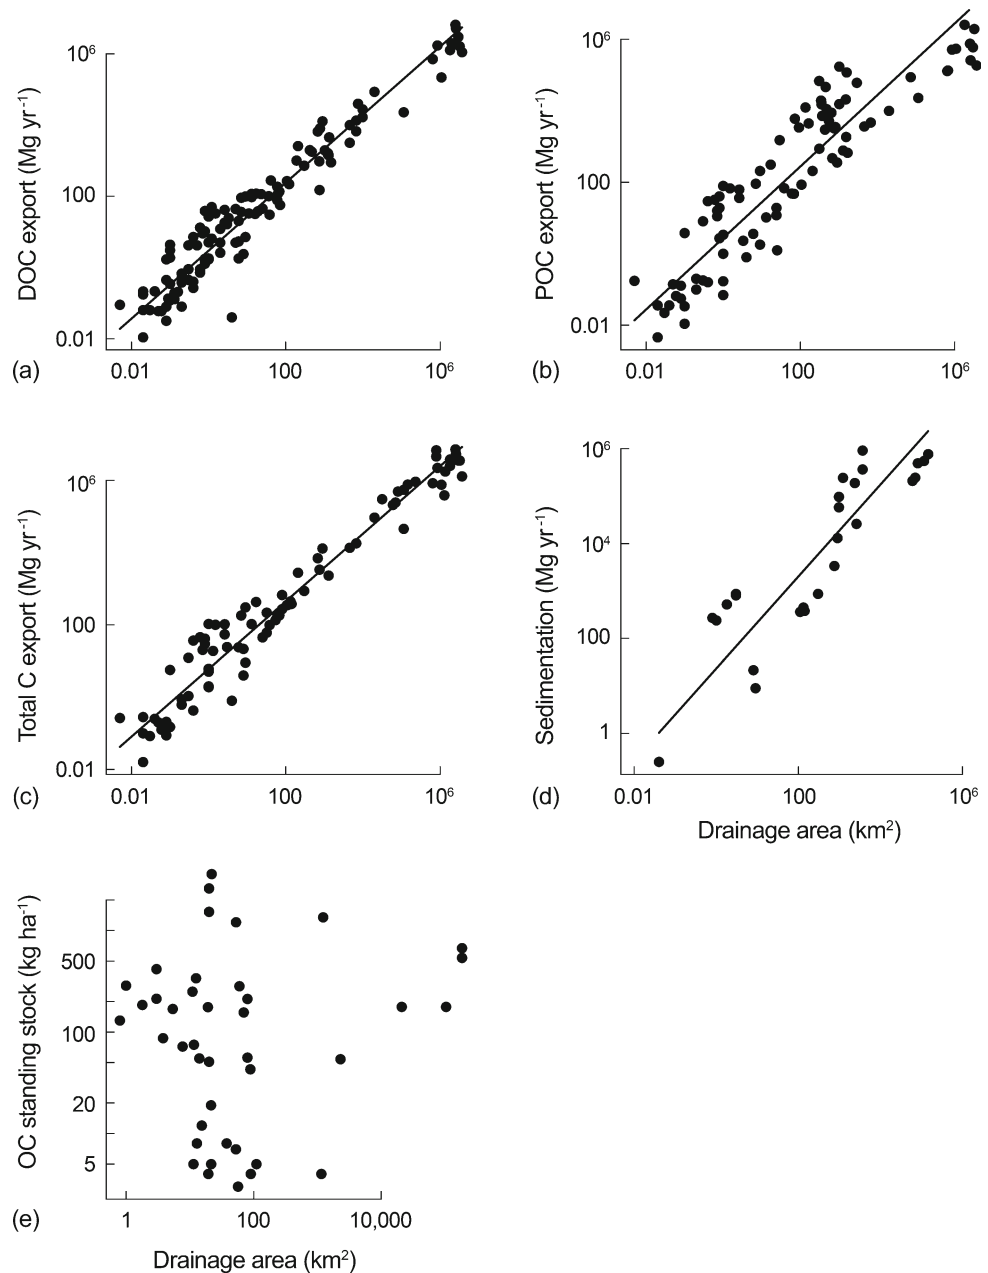 10⁶
100
0.01
DOC export (Mg yr⁻¹)
(a)
0.01
100
10⁶
10⁶
100
0.01
POC export (Mg yr⁻¹)
(b)
0.01
100
10⁶
10⁶
100
0.01
Total C export (Mg yr⁻¹)
(c)
0.01
100
10⁶
10⁶
10⁴
100
1
Sedimentation (Mg yr⁻¹)
(d)
0.01
100
10⁶
Drainage area (km²)
500
100
20
5
OC standing stock (kg ha⁻¹)
(e)
1
100
10,000
Drainage area (km²)